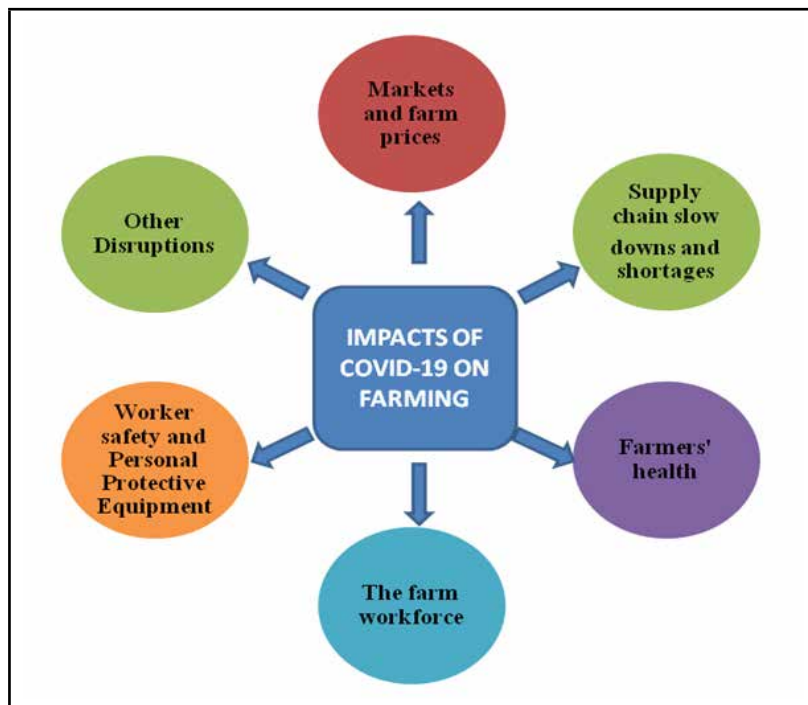 Markets
and farm
prices
Supply
chain slow
downs and
shortages
Other
Disruptions
IMPACTS OF
COVID-19 ON
FARMING
Worker
safety and
Personal
Protective
Equipment
Farmers'
health
The farm
workforce